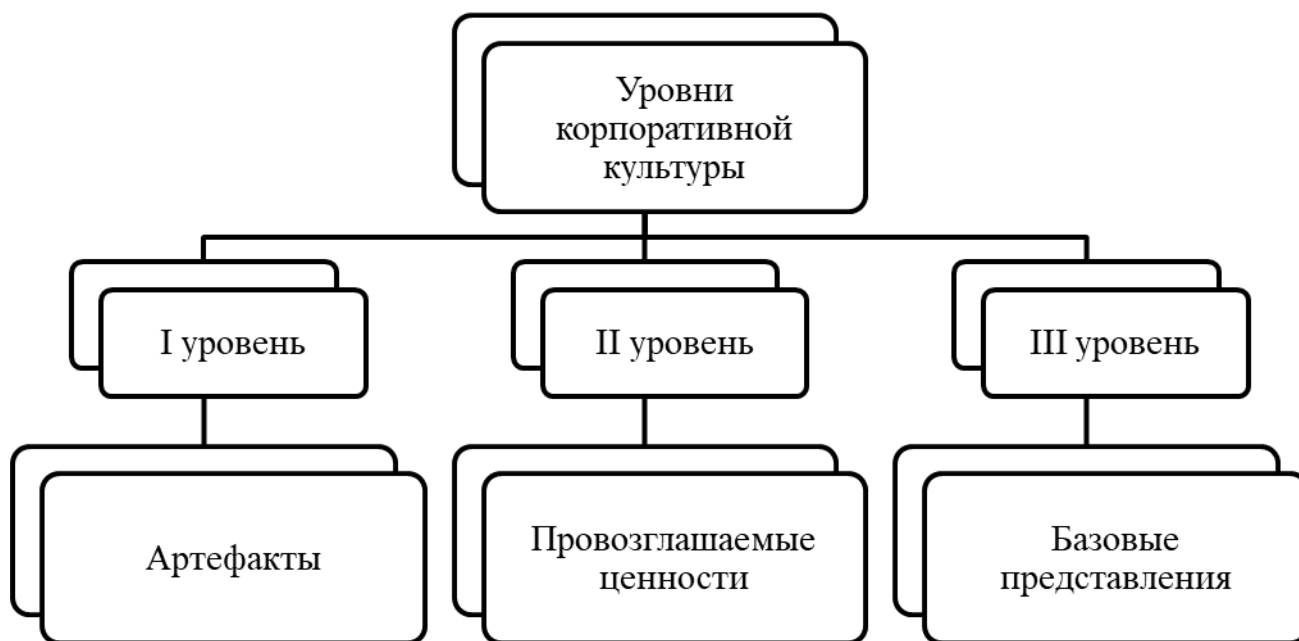 Уровни
корпоративной
культуры
I уровень
II уровень
III уровень
Артефакты
Провозглашаемые
ценности
Базовые
представления